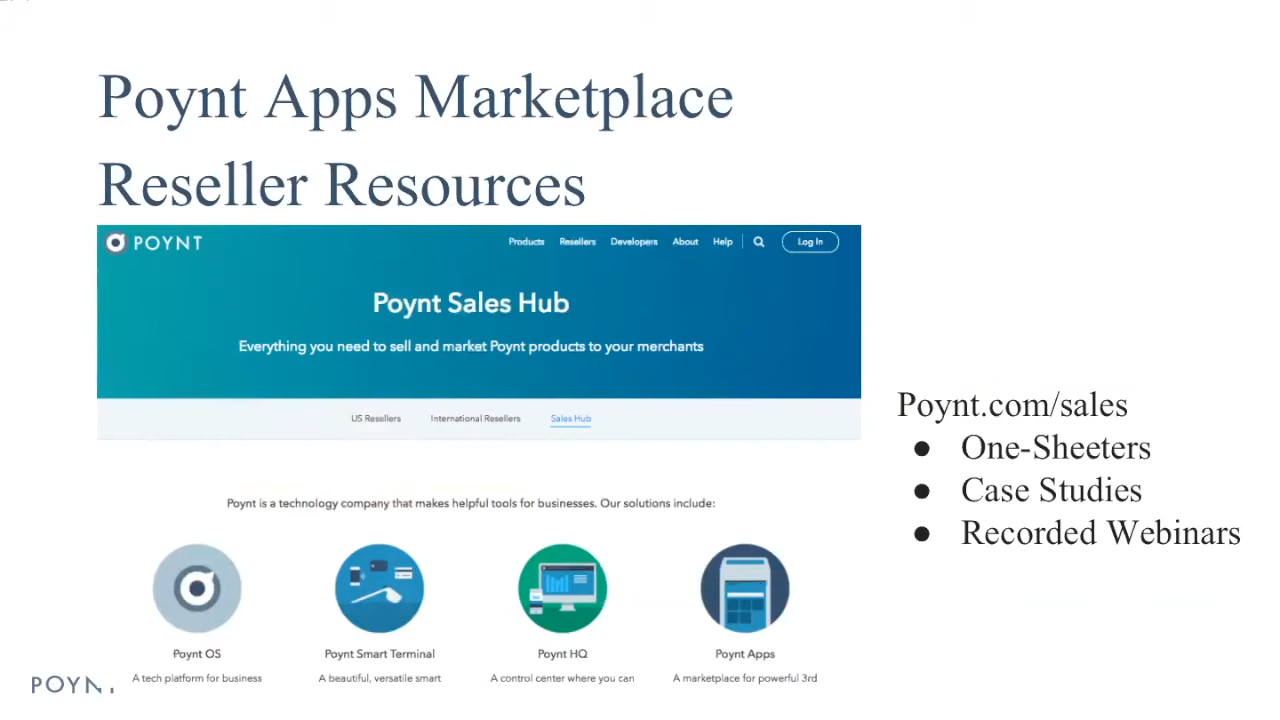 Poynt Apps Marketplace
Reseller Resources
POYNT
Products Resellers Developers About Help Log In
Poynt Sales Hub
Everything you need to sell and market Poynt products to your merchants
US Resellers International Resellers Sales Hub
Poynt is a technology company that makes helpful tools for businesses. Our solutions include:
Poynt OS Poynt Smart Terminal Poynt HQ Poynt Apps
A tech platform for business A beautiful, versatile smart A control center where you can A marketplace for powerful 3rd
Poynt.com/sales
● One-Sheeters
● Case Studies
● Recorded Webinars